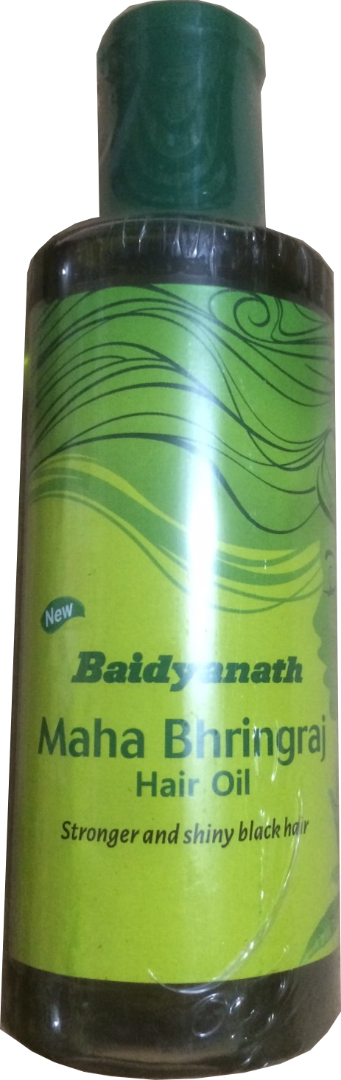 New
Baidyanath
Maha Bhringraj
Hair Oil
Stronger and shiny black hair